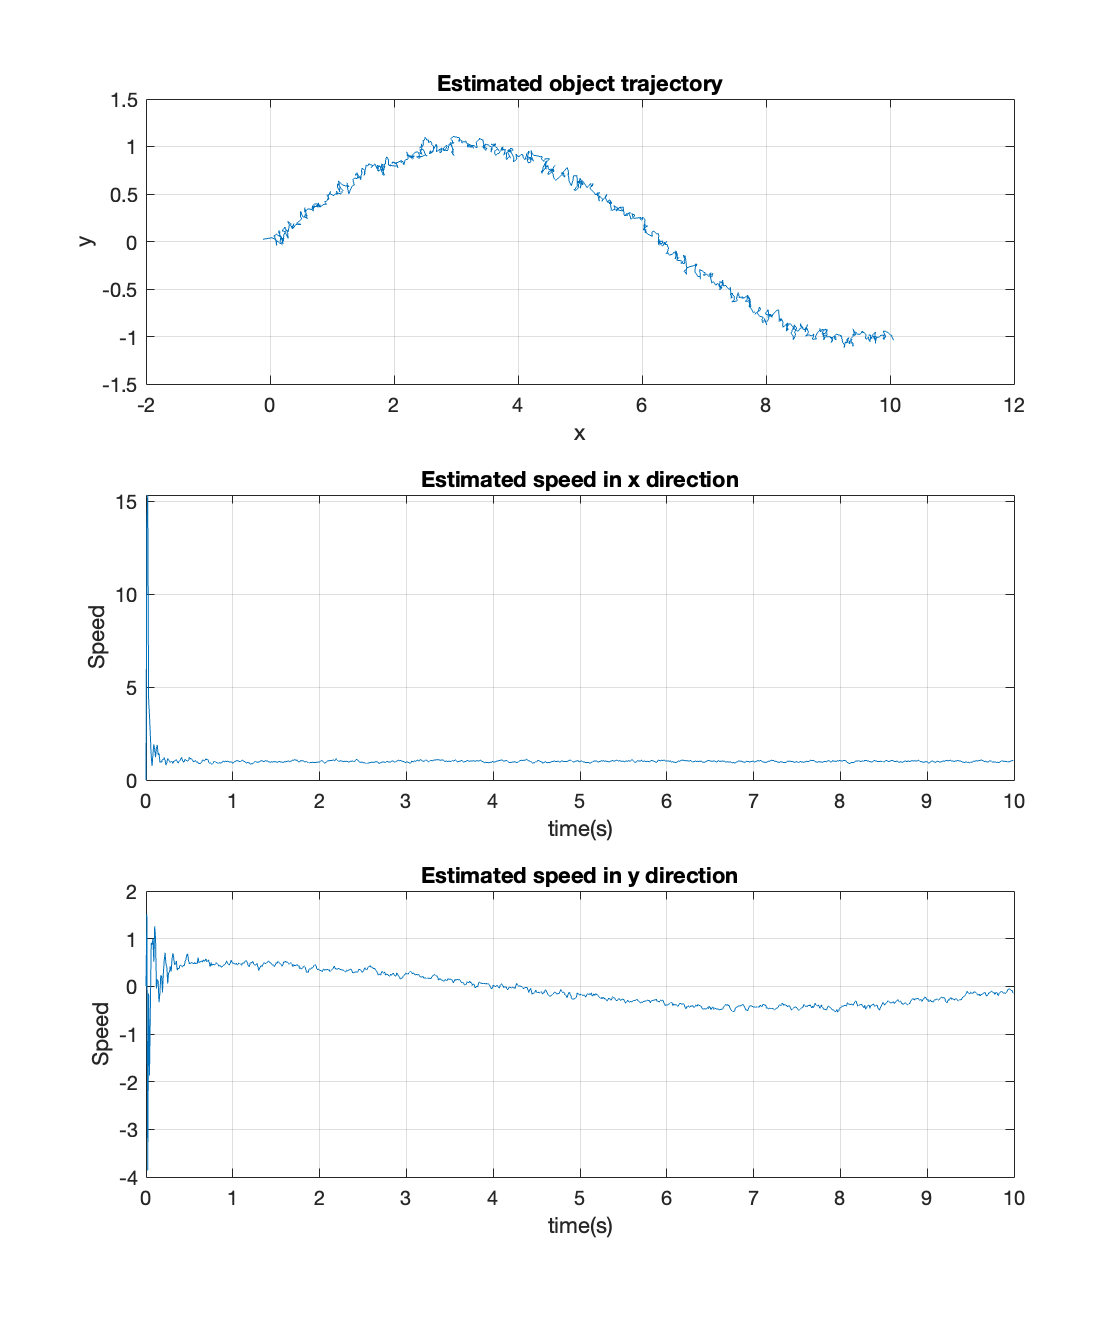 Estimated object trajectory
1.5
1
0.5
0
-0.5
-1
-1.5
y
-2 0 2 4 6 8 10 12
x
Estimated speed in x direction
15
10
5
0
Speed
0 1 2 3 4 5 6 7 8 9 10
time(s)
Estimated speed in y direction
2
1
0
-1
-2
-3
-4
Speed
0 1 2 3 4 5 6 7 8 9 10
time(s)